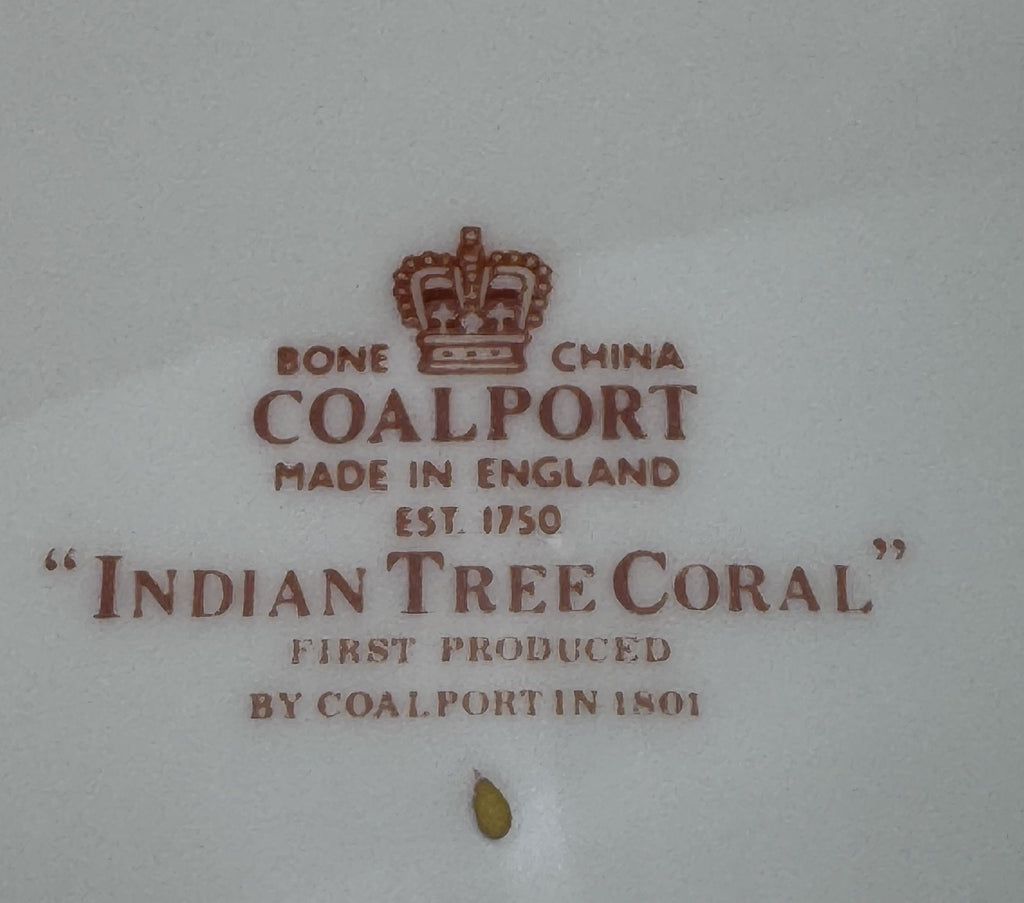 BONE CHINA
COALPORT
MADE IN ENGLAND
EST. 1750
“INDIAN TREE CORAL”
FIRST PRODUCED
BY COALPORT IN 1801